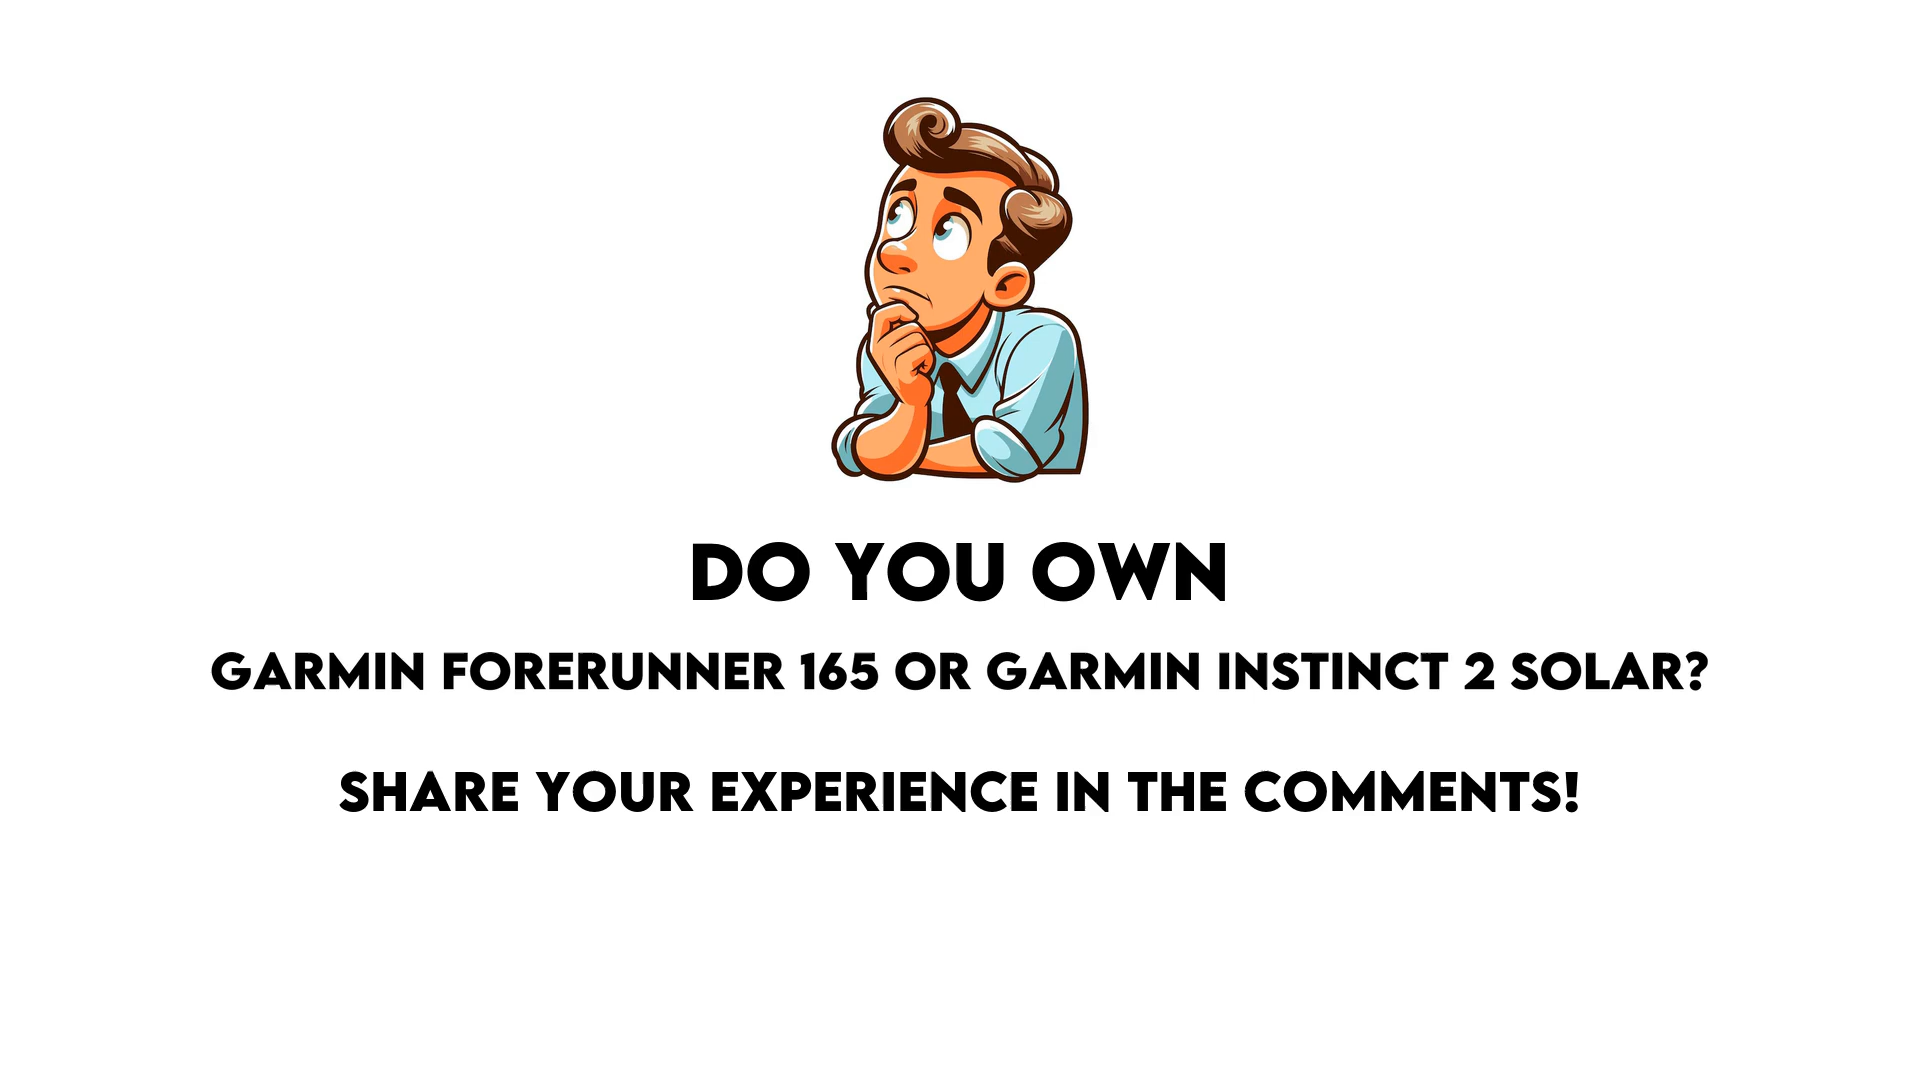 DO YOU OWN
GARMIN FORERUNNER 165 OR GARMIN INSTINCT 2 SOLAR?
SHARE YOUR EXPERIENCE IN THE COMMENTS!